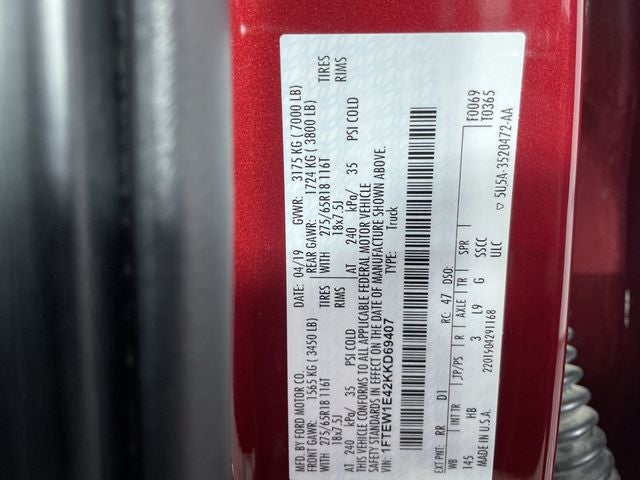 MFD. BY FORD MOTOR CO. DATE: 04/19 GVWR: 3175 KG ( 7000 LB)
FRONT GAWR: 1565 KG ( 3450 LB) REAR GAWR: 1724 KG ( 3800 LB)
WITH 275/65R18 116T TIRES WITH 275/65R18 116T TIRES
18x7.5J RIMS 18x7.5J RIMS
AT 240 kPa/ 35 PSI COLD AT 240 kPa/ 35 PSI COLD
THIS VEHICLE CONFORMS TO ALL APPLICABLE FEDERAL MOTOR VEHICLE
SAFETY STANDARDS IN EFFECT ON THE DATE OF MANUFACTURE SHOWN ABOVE.
VIN: 1FTEW1E42KKD69407 TYPE: Truck
EXT PNT: RR D1 RC: 47 DSO: F0069
T0365
WB INT TR TP/PS R AXLE TR SPR
145 HB 3 L9 G SSCC
ULC
MADE IN U.S.A. 2201904291168 ▽ 5U5A-3520472-AA